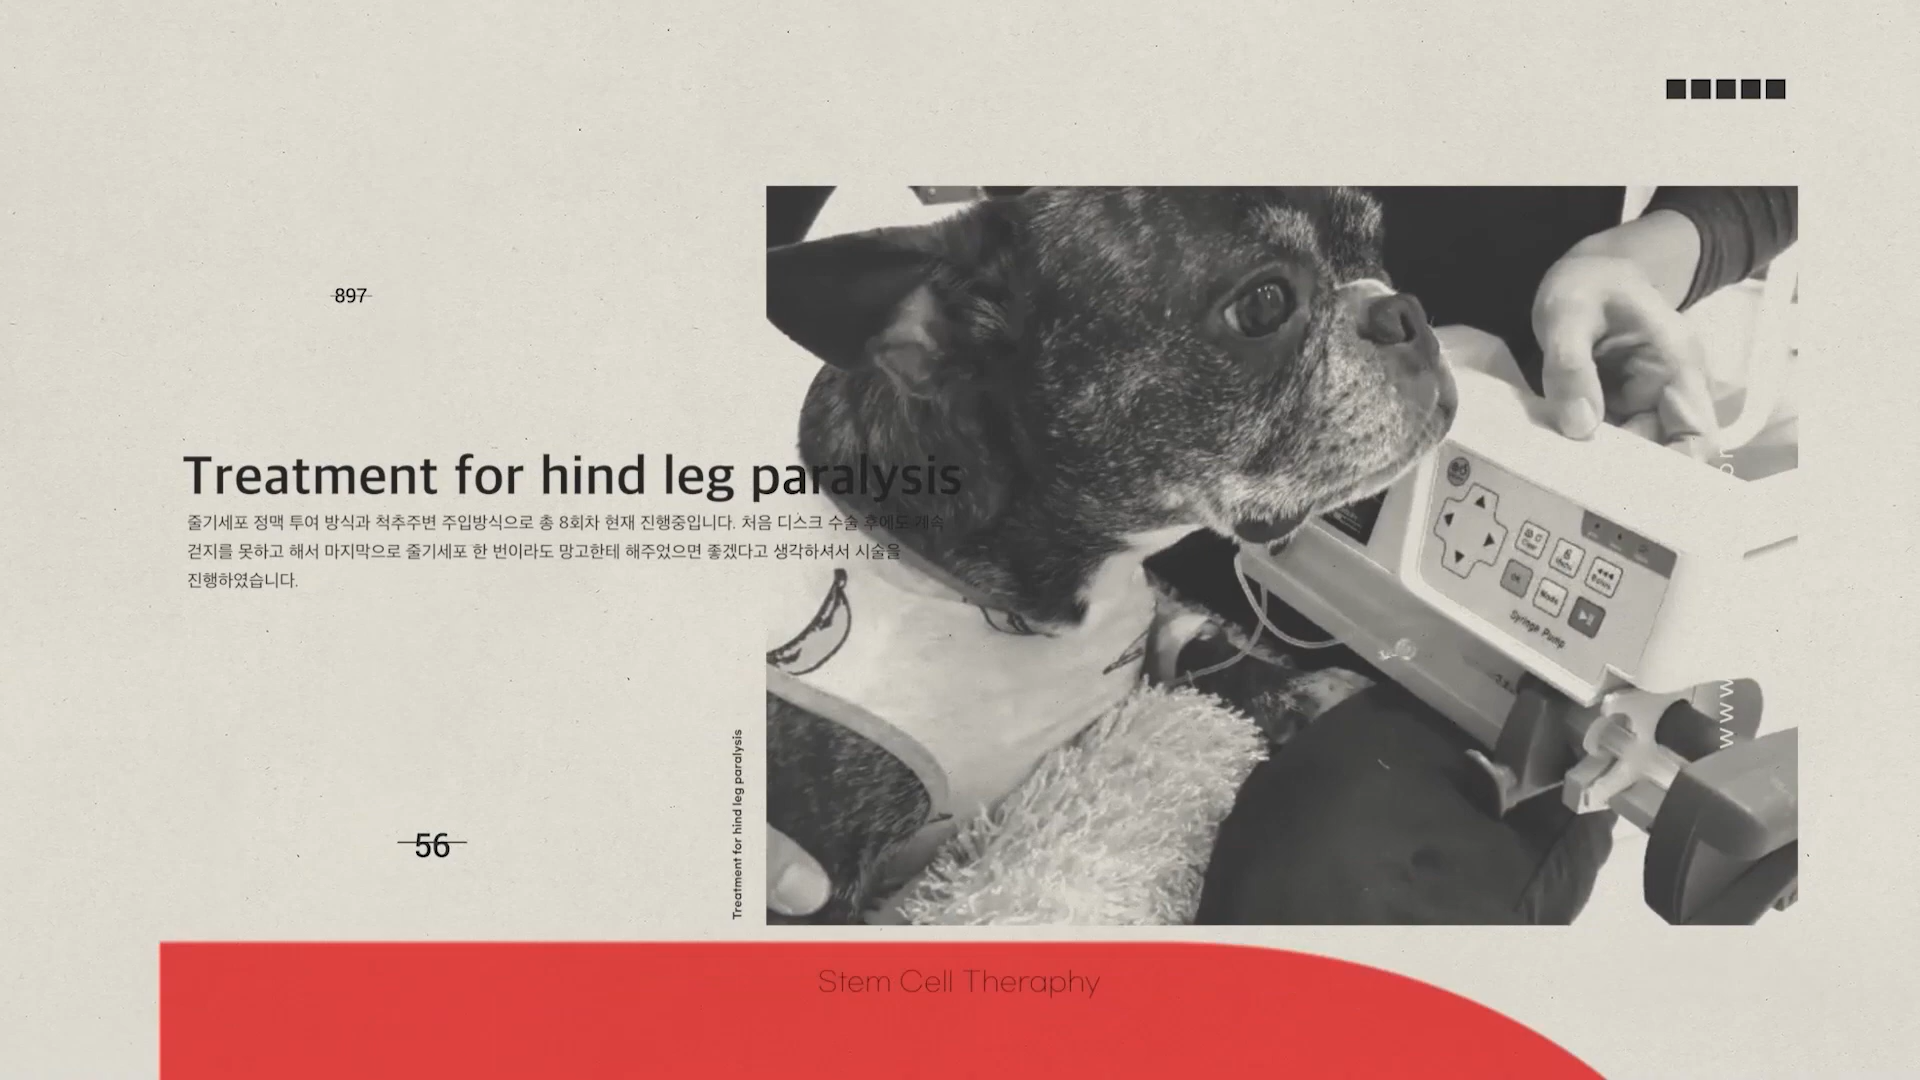 897
Treatment for hind leg paralysis
줄기세포 정맥 투여 방식과 척추주변 주입방식으로 총 8회차 현재 진행중입니다. 처음 디스크 수술 후에도 계속
걷지를 못하고 해서 마지막으로 줄기세포 한 번이라도 망고한테 해주었으면 좋겠다고 생각하셔서 시술을
진행하였습니다.
Clear
OK
Mode
Syringe Pump
www
56
Treatment for hind leg paralysis
Stem Cell Theraphy